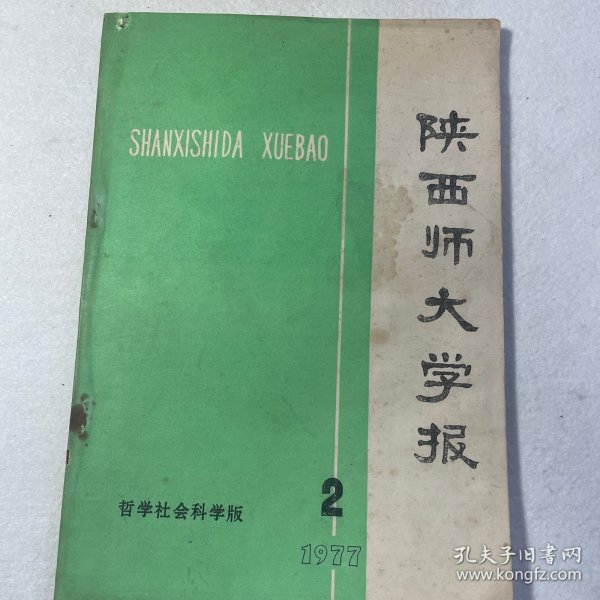 SHANXISHIDA XUEBAO
陕西师大学报
哲学社会科学版
2
1977
孔夫子旧书网
www.kongfz.com